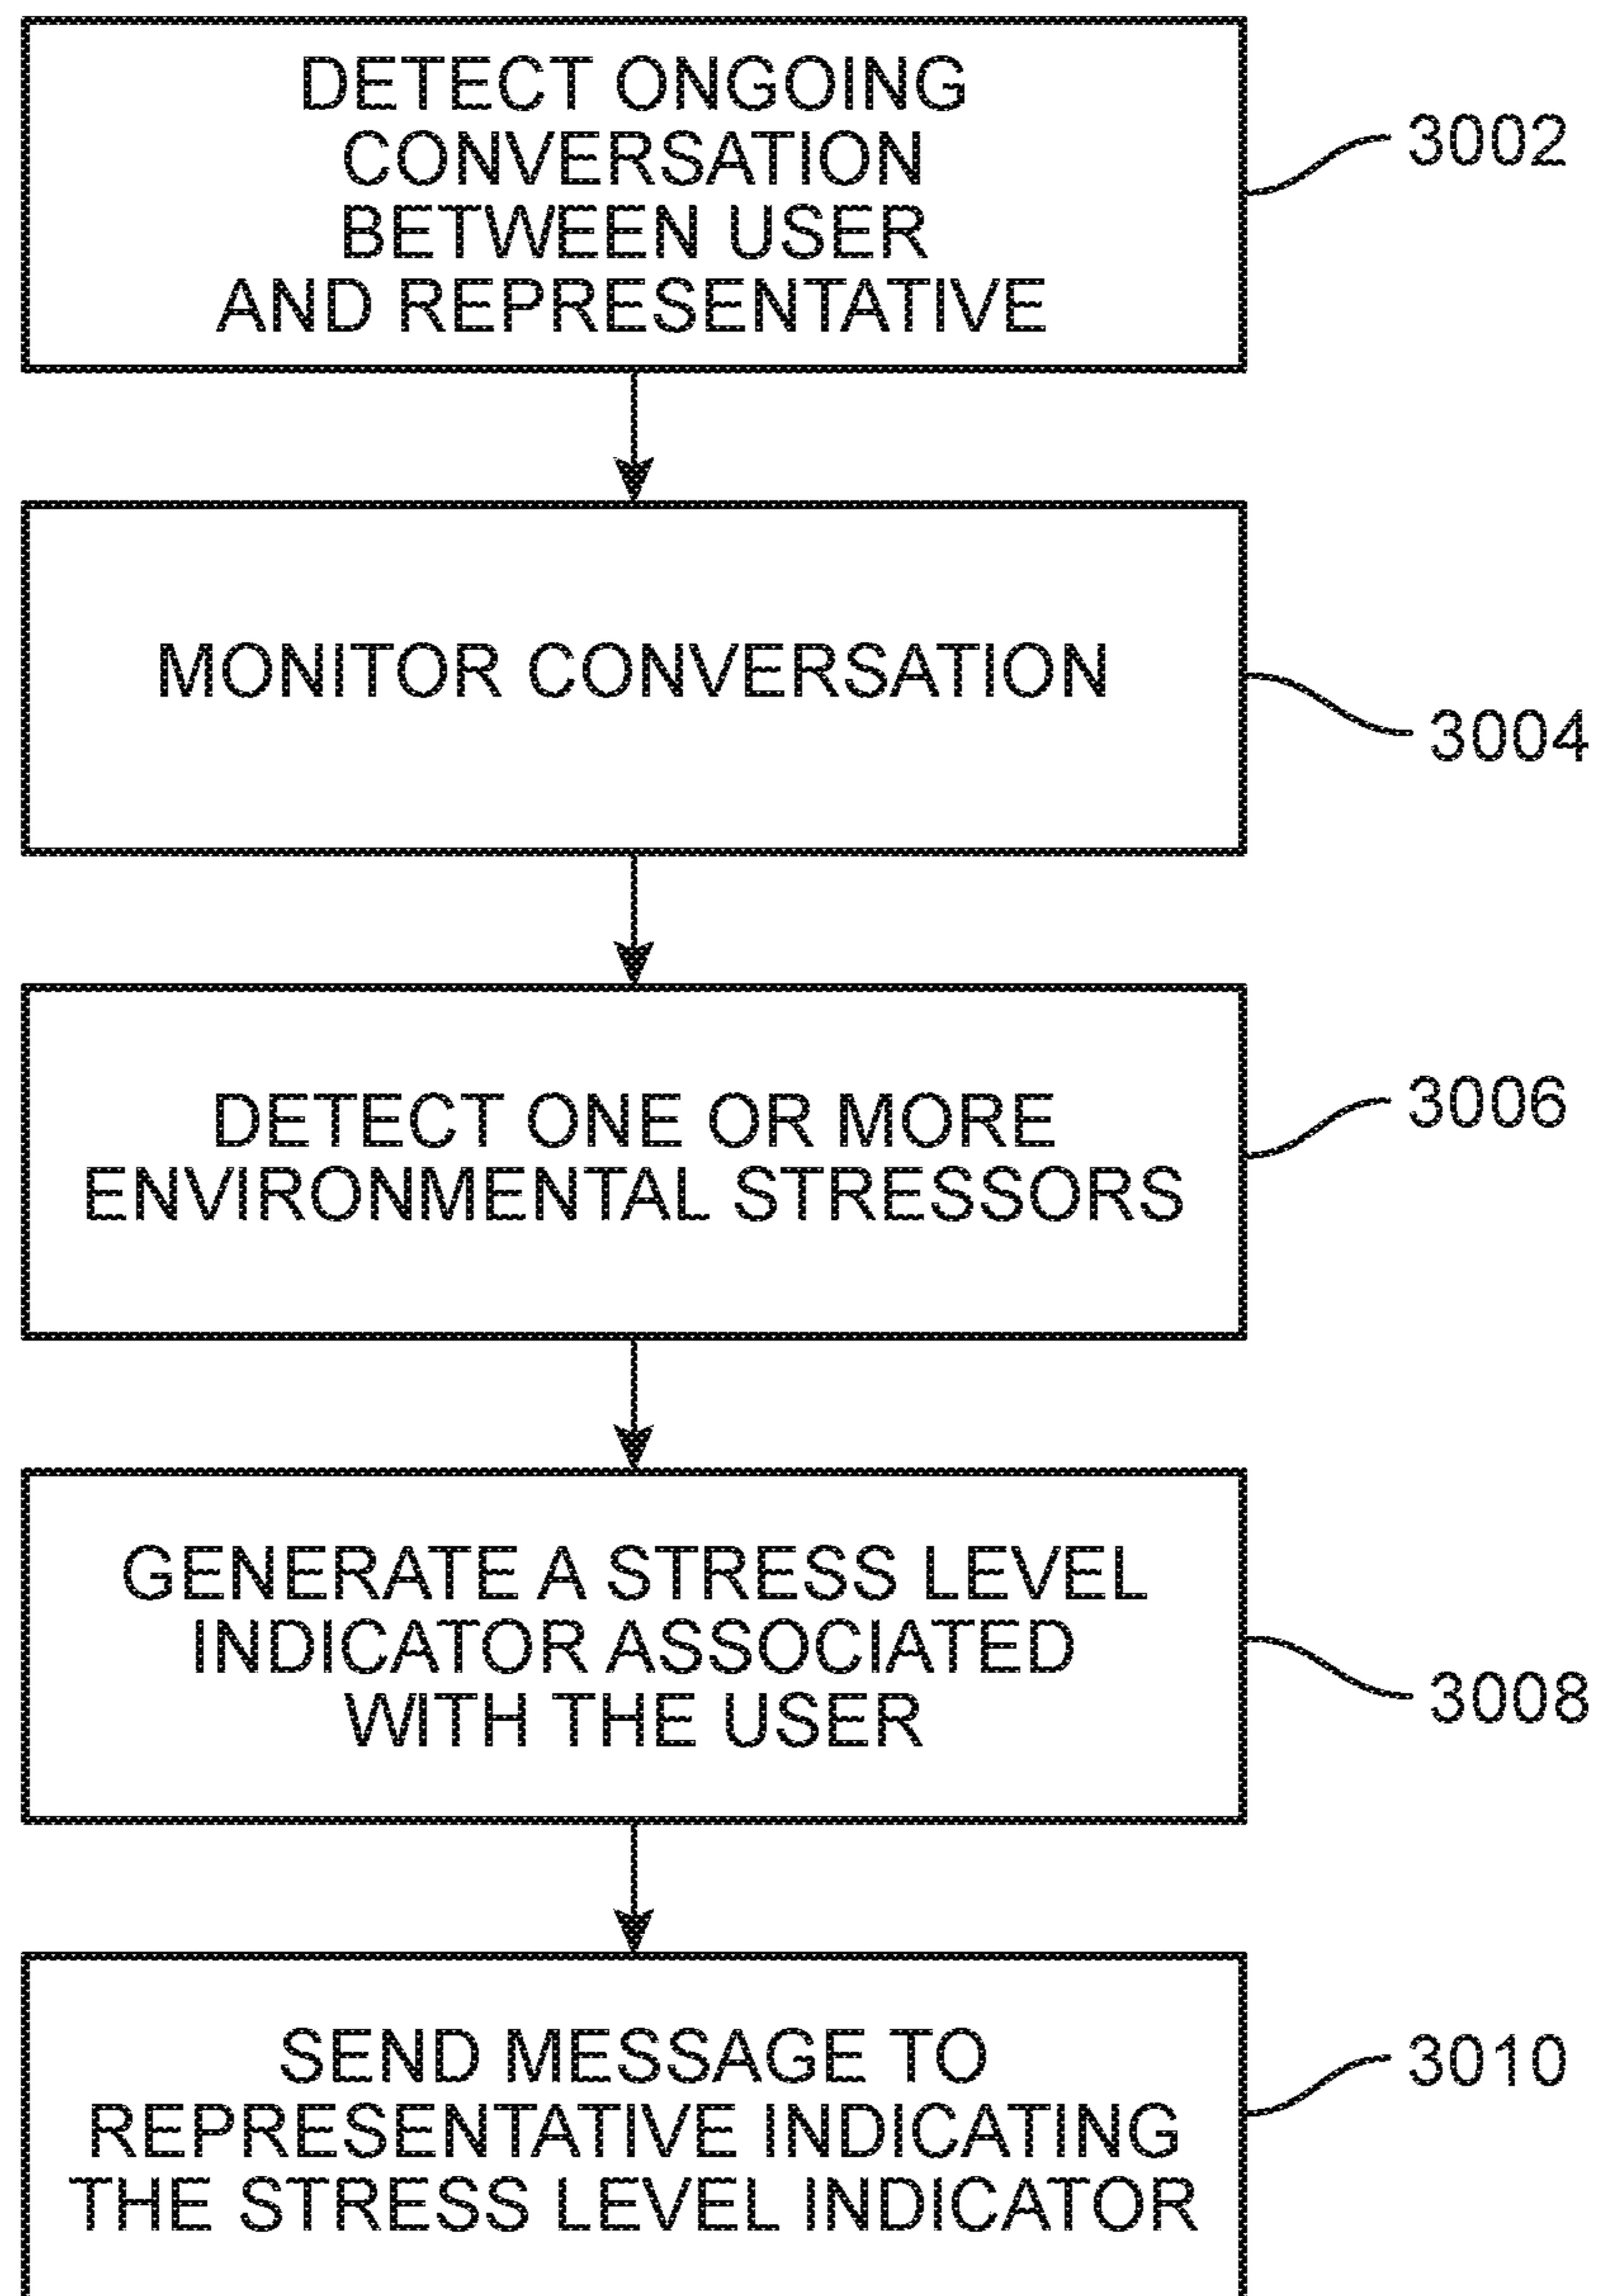 DETECT ONGOING
CONVERSATION
BETWEEN USER
AND REPRESENTATIVE
3002
MONITOR CONVERSATION
3004
DETECT ONE OR MORE
ENVIRONMENTAL STRESSORS
3006
GENERATE A STRESS LEVEL
INDICATOR ASSOCIATED
WITH THE USER
3008
SEND MESSAGE TO
REPRESENTATIVE INDICATING
THE STRESS LEVEL INDICATOR
3010